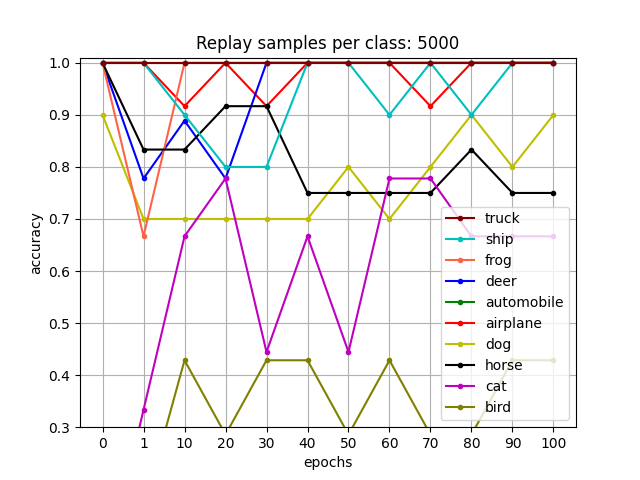 Replay samples per class: 5000
1.0
0.9
0.8
0.7
0.6
0.5
0.4
0.3
accuracy
truck
ship
frog
deer
automobile
airplane
dog
horse
cat
bird
0 1 10 20 30 40 50 60 70 80 90 100
epochs